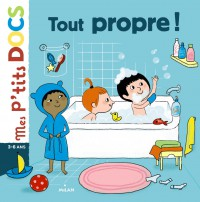 Tout propre !
Mes p'tits DOCS
3-6 ANS
MILAN